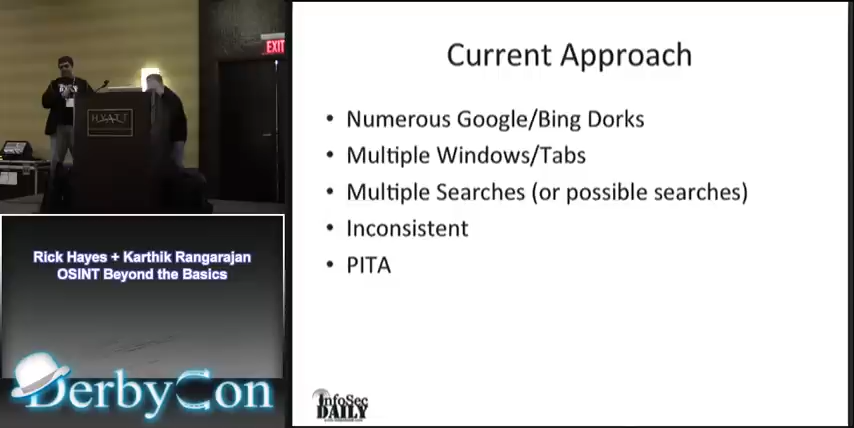 EXIT
HYATT
Rick Hayes + Karthik Rangarajan
OSINT Beyond the Basics
DerbyCon
Current Approach
• Numerous Google/Bing Dorks
• Multiple Windows/Tabs
• Multiple Searches (or possible searches)
• Inconsistent
• PITA
InfoSec
DAILY